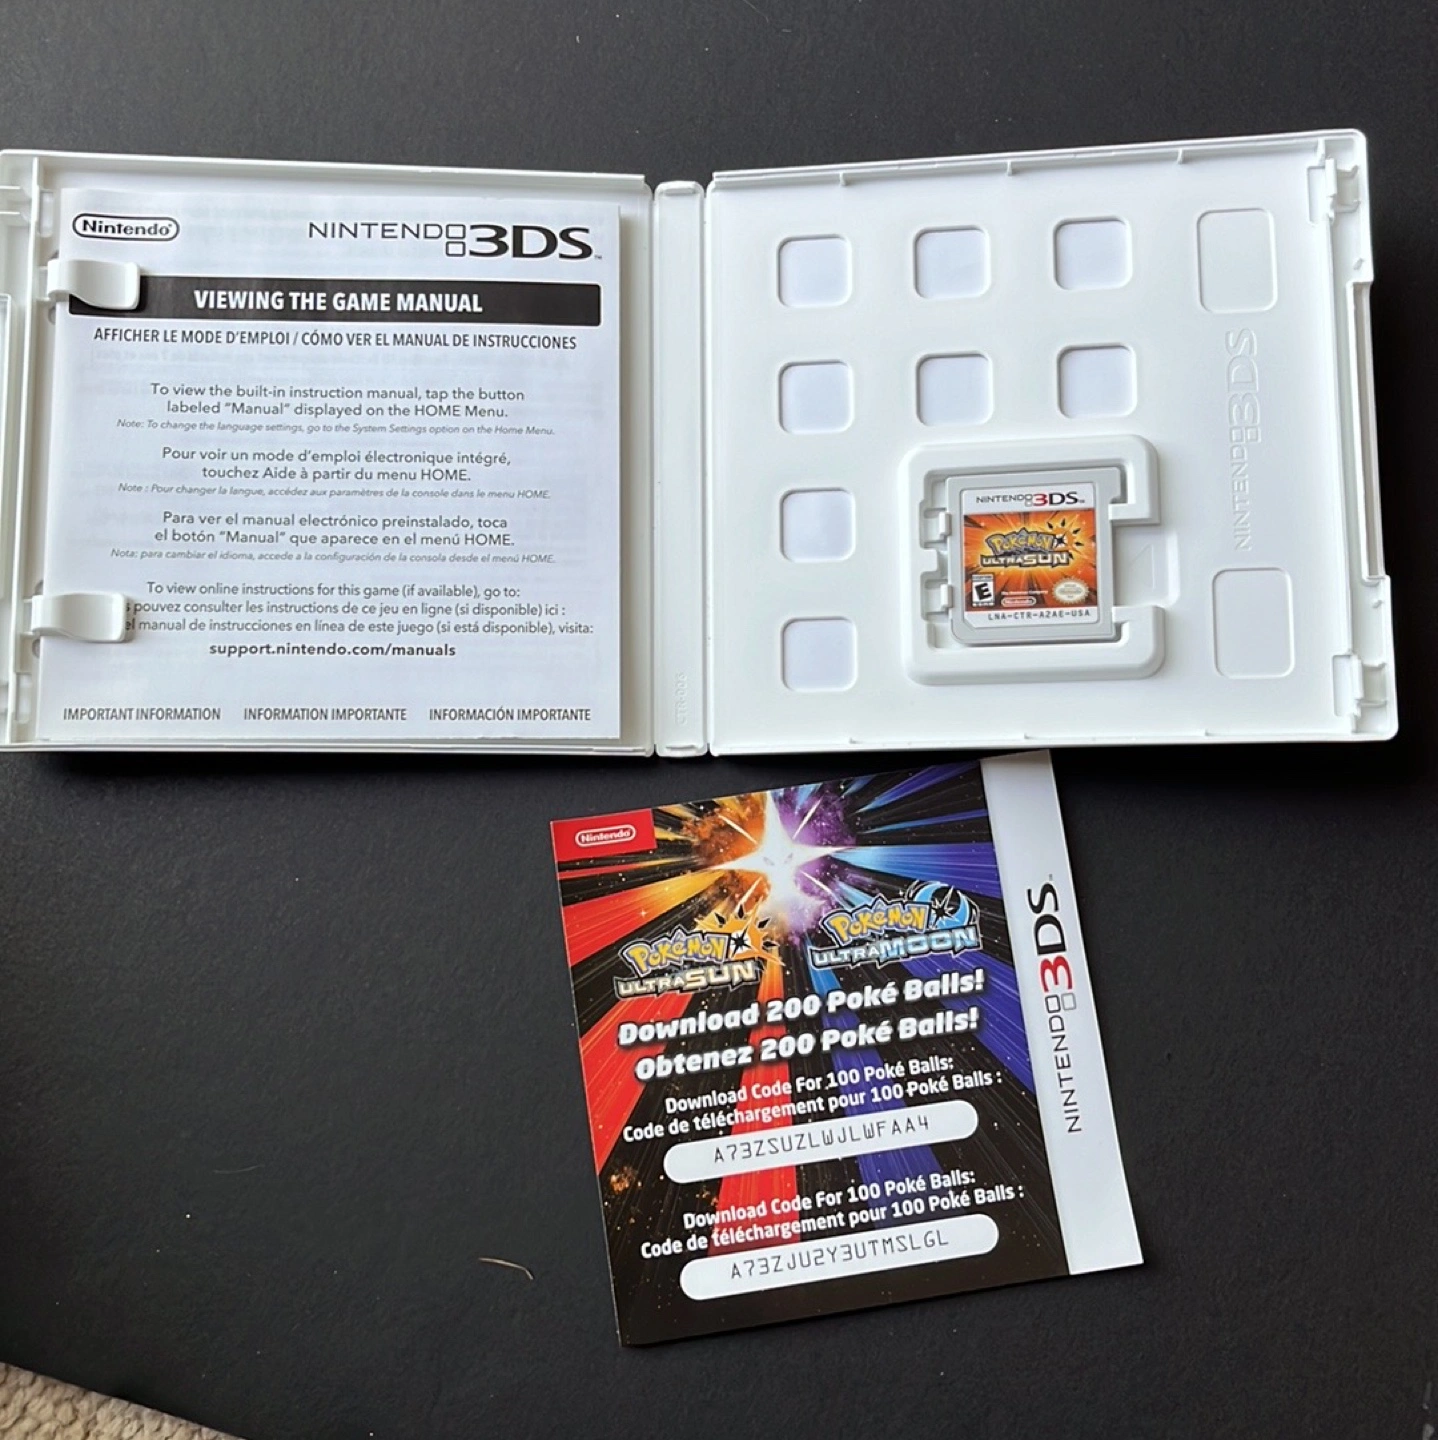 Nintendo®
NINTENDO 3DS™
VIEWING THE GAME MANUAL
AFFICHER LE MODE D'EMPLOI / CÓMO VER EL MANUAL DE INSTRUCCIONES
To view the built-in instruction manual, tap the button
labeled "Manual" displayed on the HOME Menu.
Note: To change the language settings, go to the System Settings option on the Home Menu.
Pour voir un mode d'emploi électronique intégré,
touchez Aide à partir du menu HOME.
Note : Pour changer la langue, accédez aux paramètres de la console dans le menu HOME.
Para ver el manual electrónico preinstalado, toca
el botón "Manual" que aparece en el menú HOME.
Nota: para cambiar el idioma, accede a la configuración de la consola desde el menú HOME.
To view online instructions for this game (if available), go to:
pouvez consulter les instructions de ce jeu en ligne (si disponible) ici :
el manual de instrucciones en línea de este juego (si está disponible), visita:
support.nintendo.com/manuals
IMPORTANT INFORMATION INFORMATION IMPORTANTE INFORMACIÓN IMPORTANTE
CTR-006
NINTENDO 3DS
NINTENDO 3DS™
POKéMON
ULTRA SUN
E
Nintendo
LNA-CTR-A2AE-USA
Nintendo
POKéMON
ULTRA SUN
POKéMON
ULTRA MOON
Download 200 Poké Balls!
Obtenez 200 Poké Balls!
Download Code For 100 Poké Balls:
Code de téléchargement pour 100 Poké Balls :
A73ZSUZLWJLWFAA4
Download Code For 100 Poké Balls:
Code de téléchargement pour 100 Poké Balls :
A73ZJU2Y3UTMSLGL
NINTENDO 3DS™